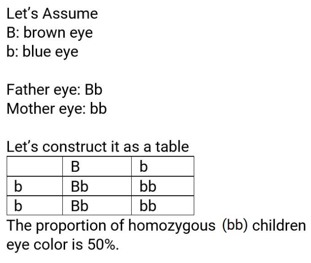 Let's Assume
B: brown eye
b: blue eye
Father eye: Bb
Mother eye: bb
Let's construct it as a table
B b
b Bb bb
b Bb bb
The proportion of homozygous (bb) children
eye color is 50%.